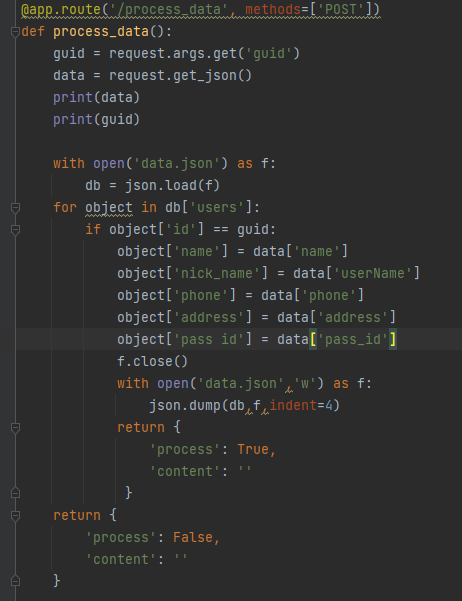 @app.route('/process_data', methods=['POST'])
def process_data():
    guid = request.args.get('guid')
    data = request.get_json()
    print(data)
    print(guid)

    with open('data.json') as f:
        db = json.load(f)
    for object in db['users']:
        if object['id'] == guid:
            object['name'] = data['name']
            object['nick_name'] = data['userName']
            object['phone'] = data['phone']
            object['address'] = data['address']
            object['pass id'] = data['pass_id']
            f.close()
            with open('data.json','w') as f:
                json.dump(db,f,indent=4)
            return {
                'process': True,
                'content': ''
             }
    return {
        'process': False,
        'content': ''
    }